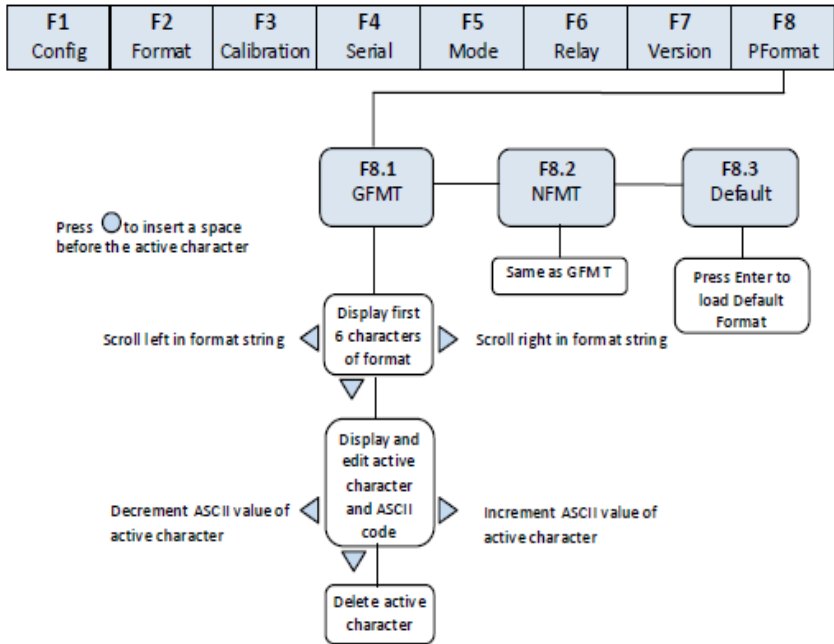 F1 F2 F3 F4 F5 F6 F7 F8
Config Format Calibration Serial Mode Relay Version PFormat
F8.1
GFMT
F8.2
NFMT
F8.3
Default
Press to insert a space
before the active character
Same as GFMT
Press Enter to
load Default
Format
Display first
6 characters
of format
Scroll left in format string
Scroll right in format string
Display and
edit active
character
and ASCII
code
Decrement ASCII value of
active character
Increment ASCII value of
active character
Delete active
character